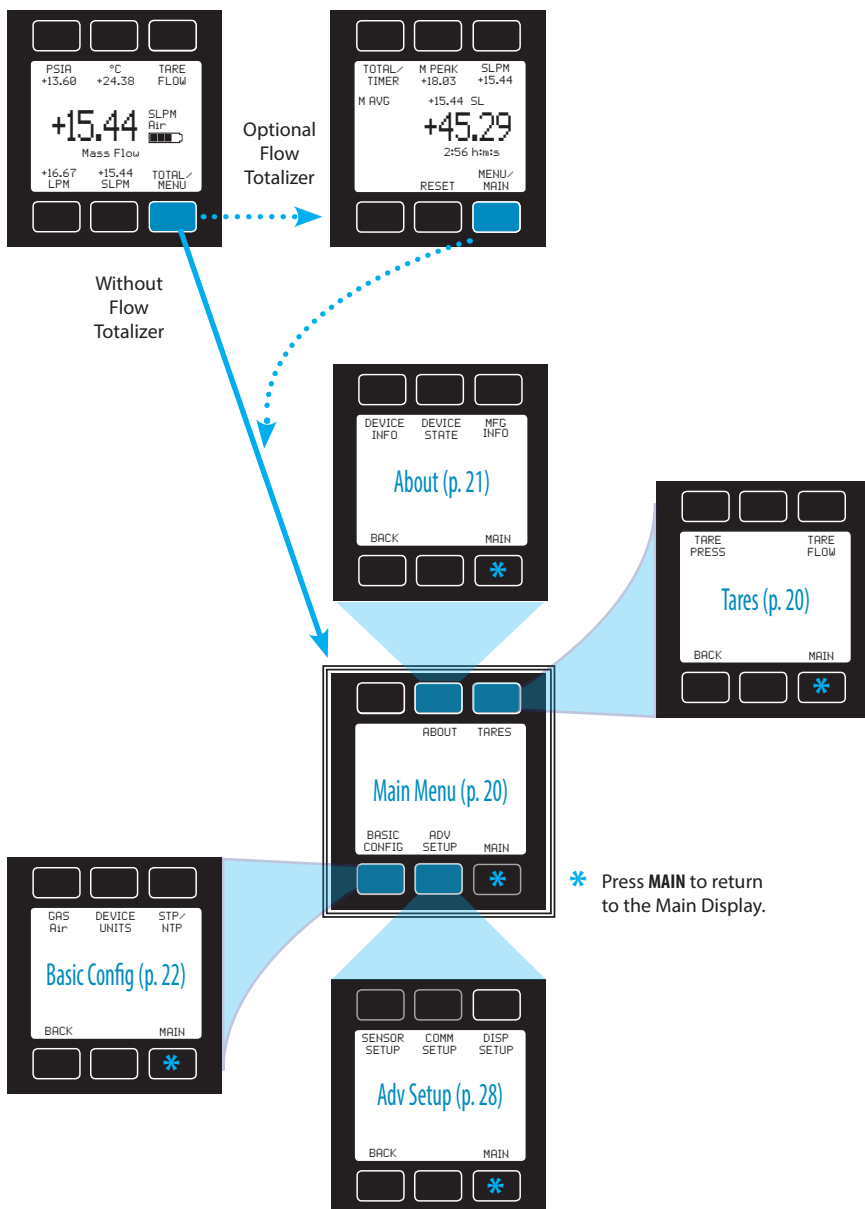 PSIA °C TARE
+13.60 +24.38 FLOW
+15.44 SLPM
Air
Mass Flow
+16.67 +15.44 TOTAL/
LPM SLPM MENU
Optional
Flow
Totalizer
TOTAL/ M PEAK SLPM
TIMER +18.03 +15.44
M AVG +15.44 SL
+45.29
2:56 h:m:s
MENU/
RESET MAIN
Without
Flow
Totalizer
DEVICE DEVICE MFG
INFO STATE INFO
About (p. 21)
BACK MAIN
*
TARE TARE
PRESS FLOW
Tares (p. 20)
BACK MAIN
*
ABOUT TARES
Main Menu (p. 20)
BASIC ADV
CONFIG SETUP MAIN
*
* Press MAIN to return
to the Main Display.
GAS DEVICE STP/
Air UNITS NTP
Basic Config (p. 22)
BACK MAIN
*
SENSOR COMM DISP
SETUP SETUP SETUP
Adv Setup (p. 28)
BACK MAIN
*